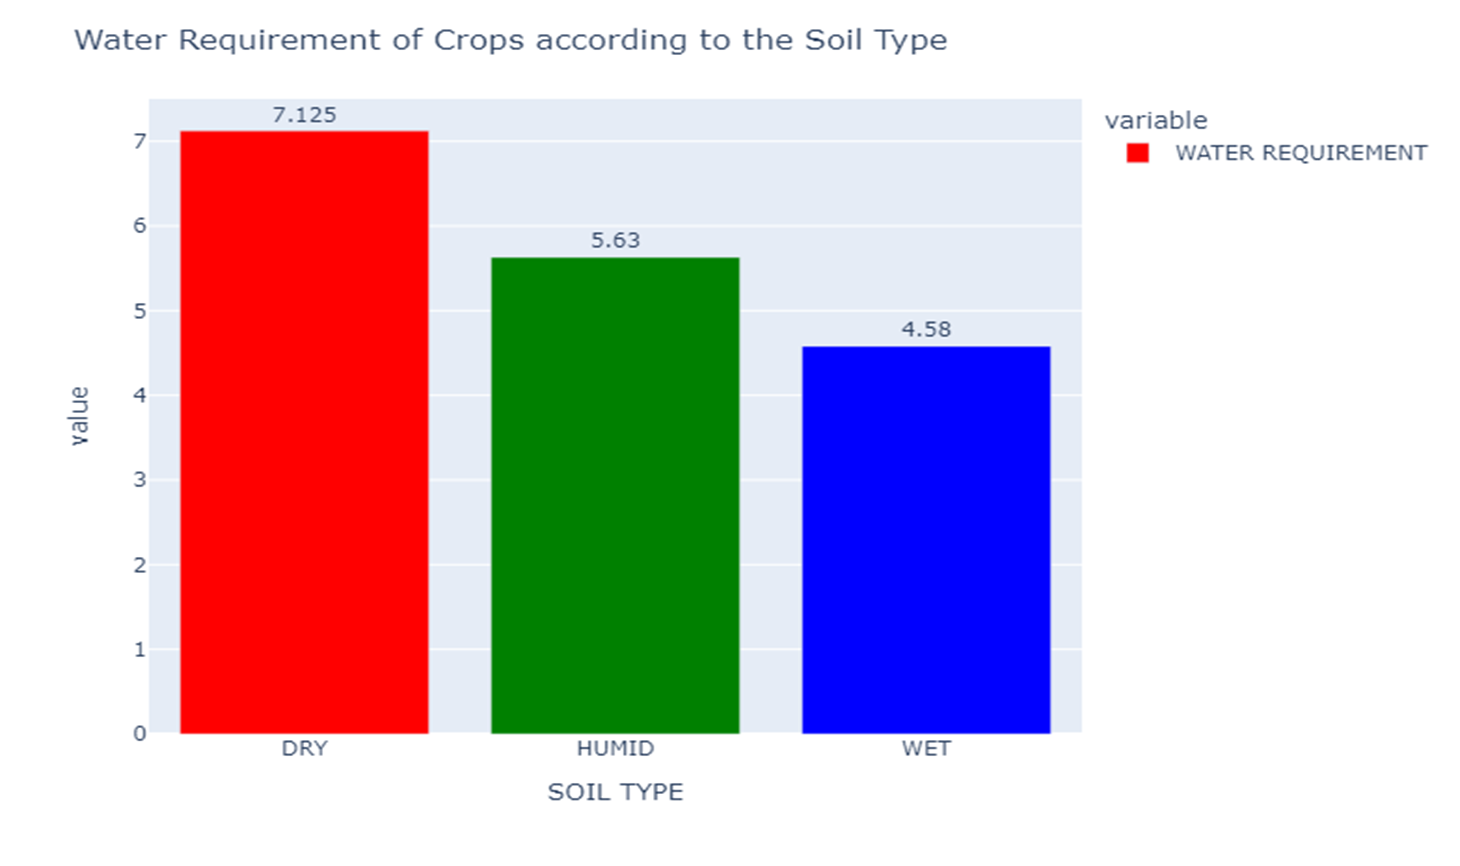 Water Requirement of Crops according to the Soil Type
7.125
5.63
4.58
variable
WATER REQUIREMENT
7
6
5
4
3
2
1
0
value
DRY
HUMID
WET
SOIL TYPE